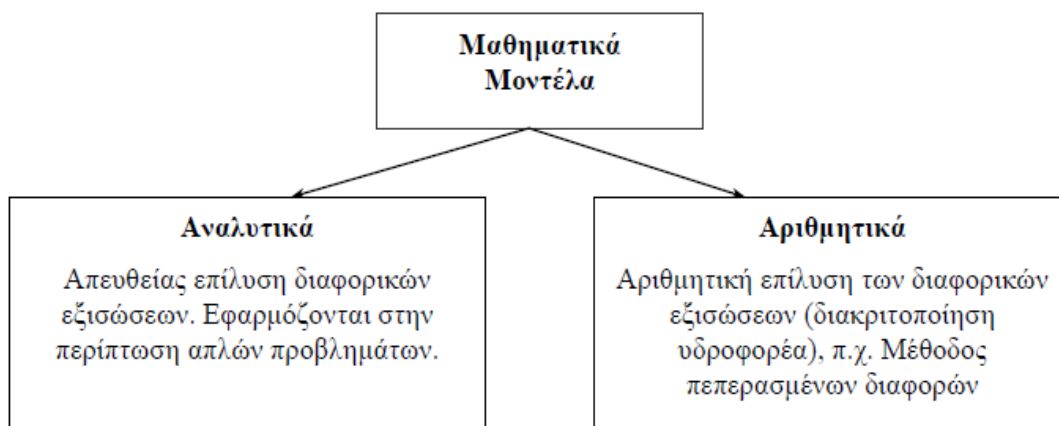 Μαθηματικά
Μοντέλα
Αναλυτικά
Απευθείας επίλυση διαφορικών
εξισώσεων. Εφαρμόζονται στην
περίπτωση απλών προβλημάτων.
Αριθμητικά
Αριθμητική επίλυση των διαφορικών
εξισώσεων (διακριτοποίηση
υδροφορέα), π.χ. Μέθοδος
πεπερασμένων διαφορών